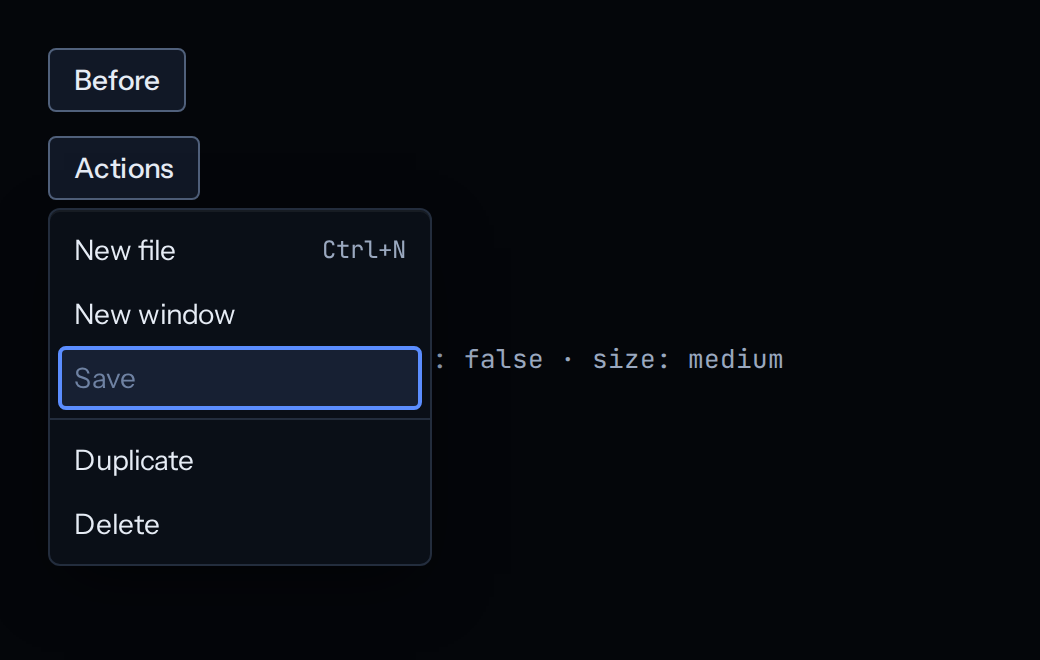 Before
Actions
New file Ctrl+N
New window
: false · size: medium
Save
Duplicate
Delete